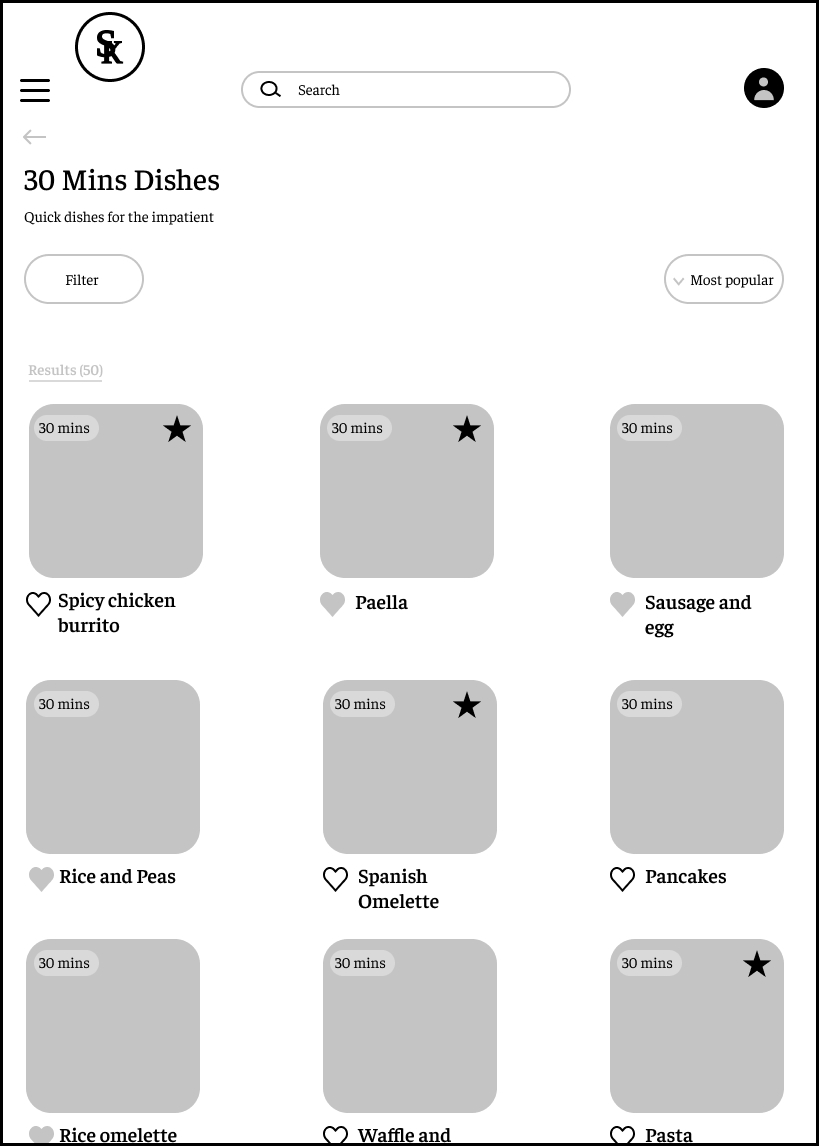 SK
Search
30 Mins Dishes
Quick dishes for the impatient
Filter
Most popular
Results (50)
30 mins
30 mins
30 mins
Spicy chicken
burrito
Paella
Sausage and
egg
30 mins
30 mins
30 mins
Rice and Peas
Spanish
Omelette
Pancakes
30 mins
30 mins
30 mins
Rice omelette
Waffle and
Pasta